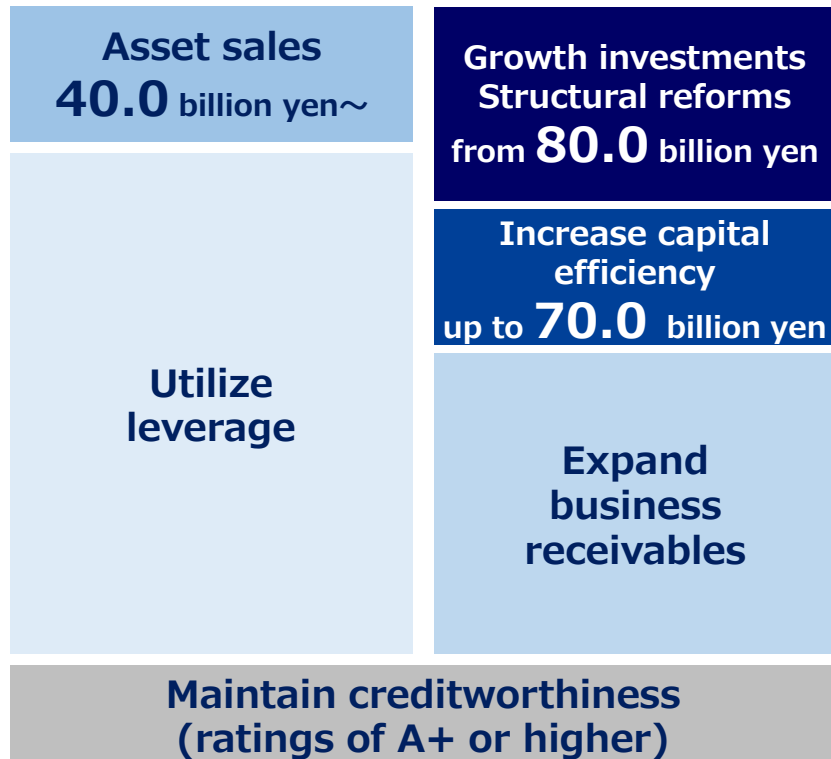 Asset sales
40.0 billion yen～
Utilize
leverage
Growth investments
Structural reforms
from 80.0 billion yen
Increase capital
efficiency
up to 70.0 billion yen
Expand
business
receivables
Maintain creditworthiness
(ratings of A+ or higher)